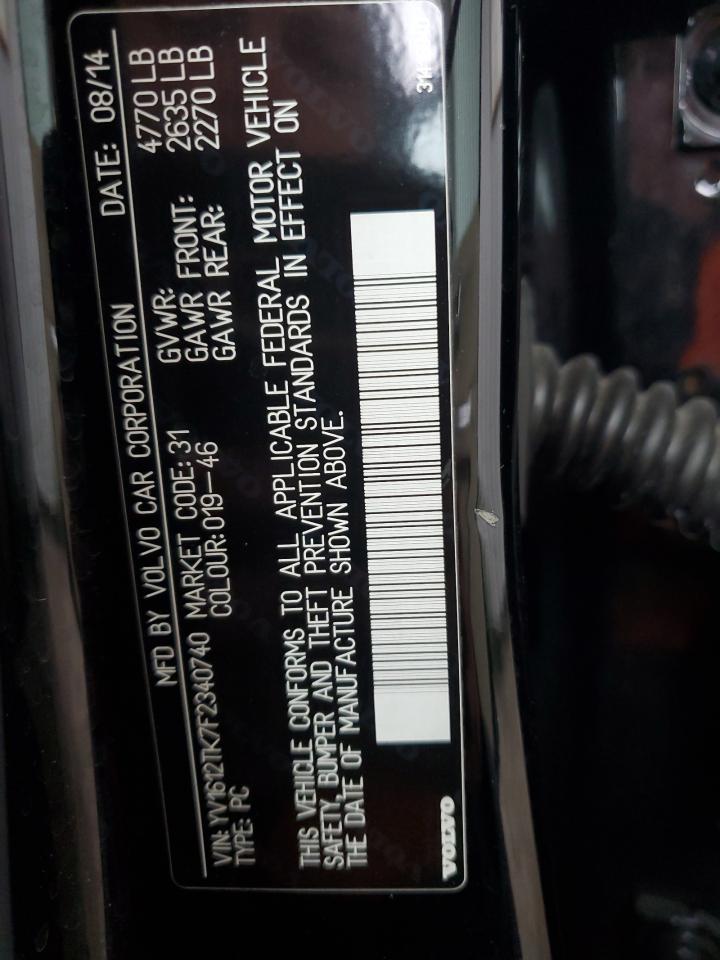 MFD BY VOLVO CAR CORPORATION DATE: 08/14
VIN: YV1612TK7F2340740 MARKET CODE: 31 GVWR: 4770 LB
TYPE: PC COLOUR: 019-46 GAWR FRONT: 2635 LB
GAWR REAR: 2270 LB
THIS VEHICLE CONFORMS TO ALL APPLICABLE FEDERAL MOTOR VEHICLE
SAFETY, BUMPER AND THEFT PREVENTION STANDARDS IN EFFECT ON
THE DATE OF MANUFACTURE SHOWN ABOVE.
VOLVO